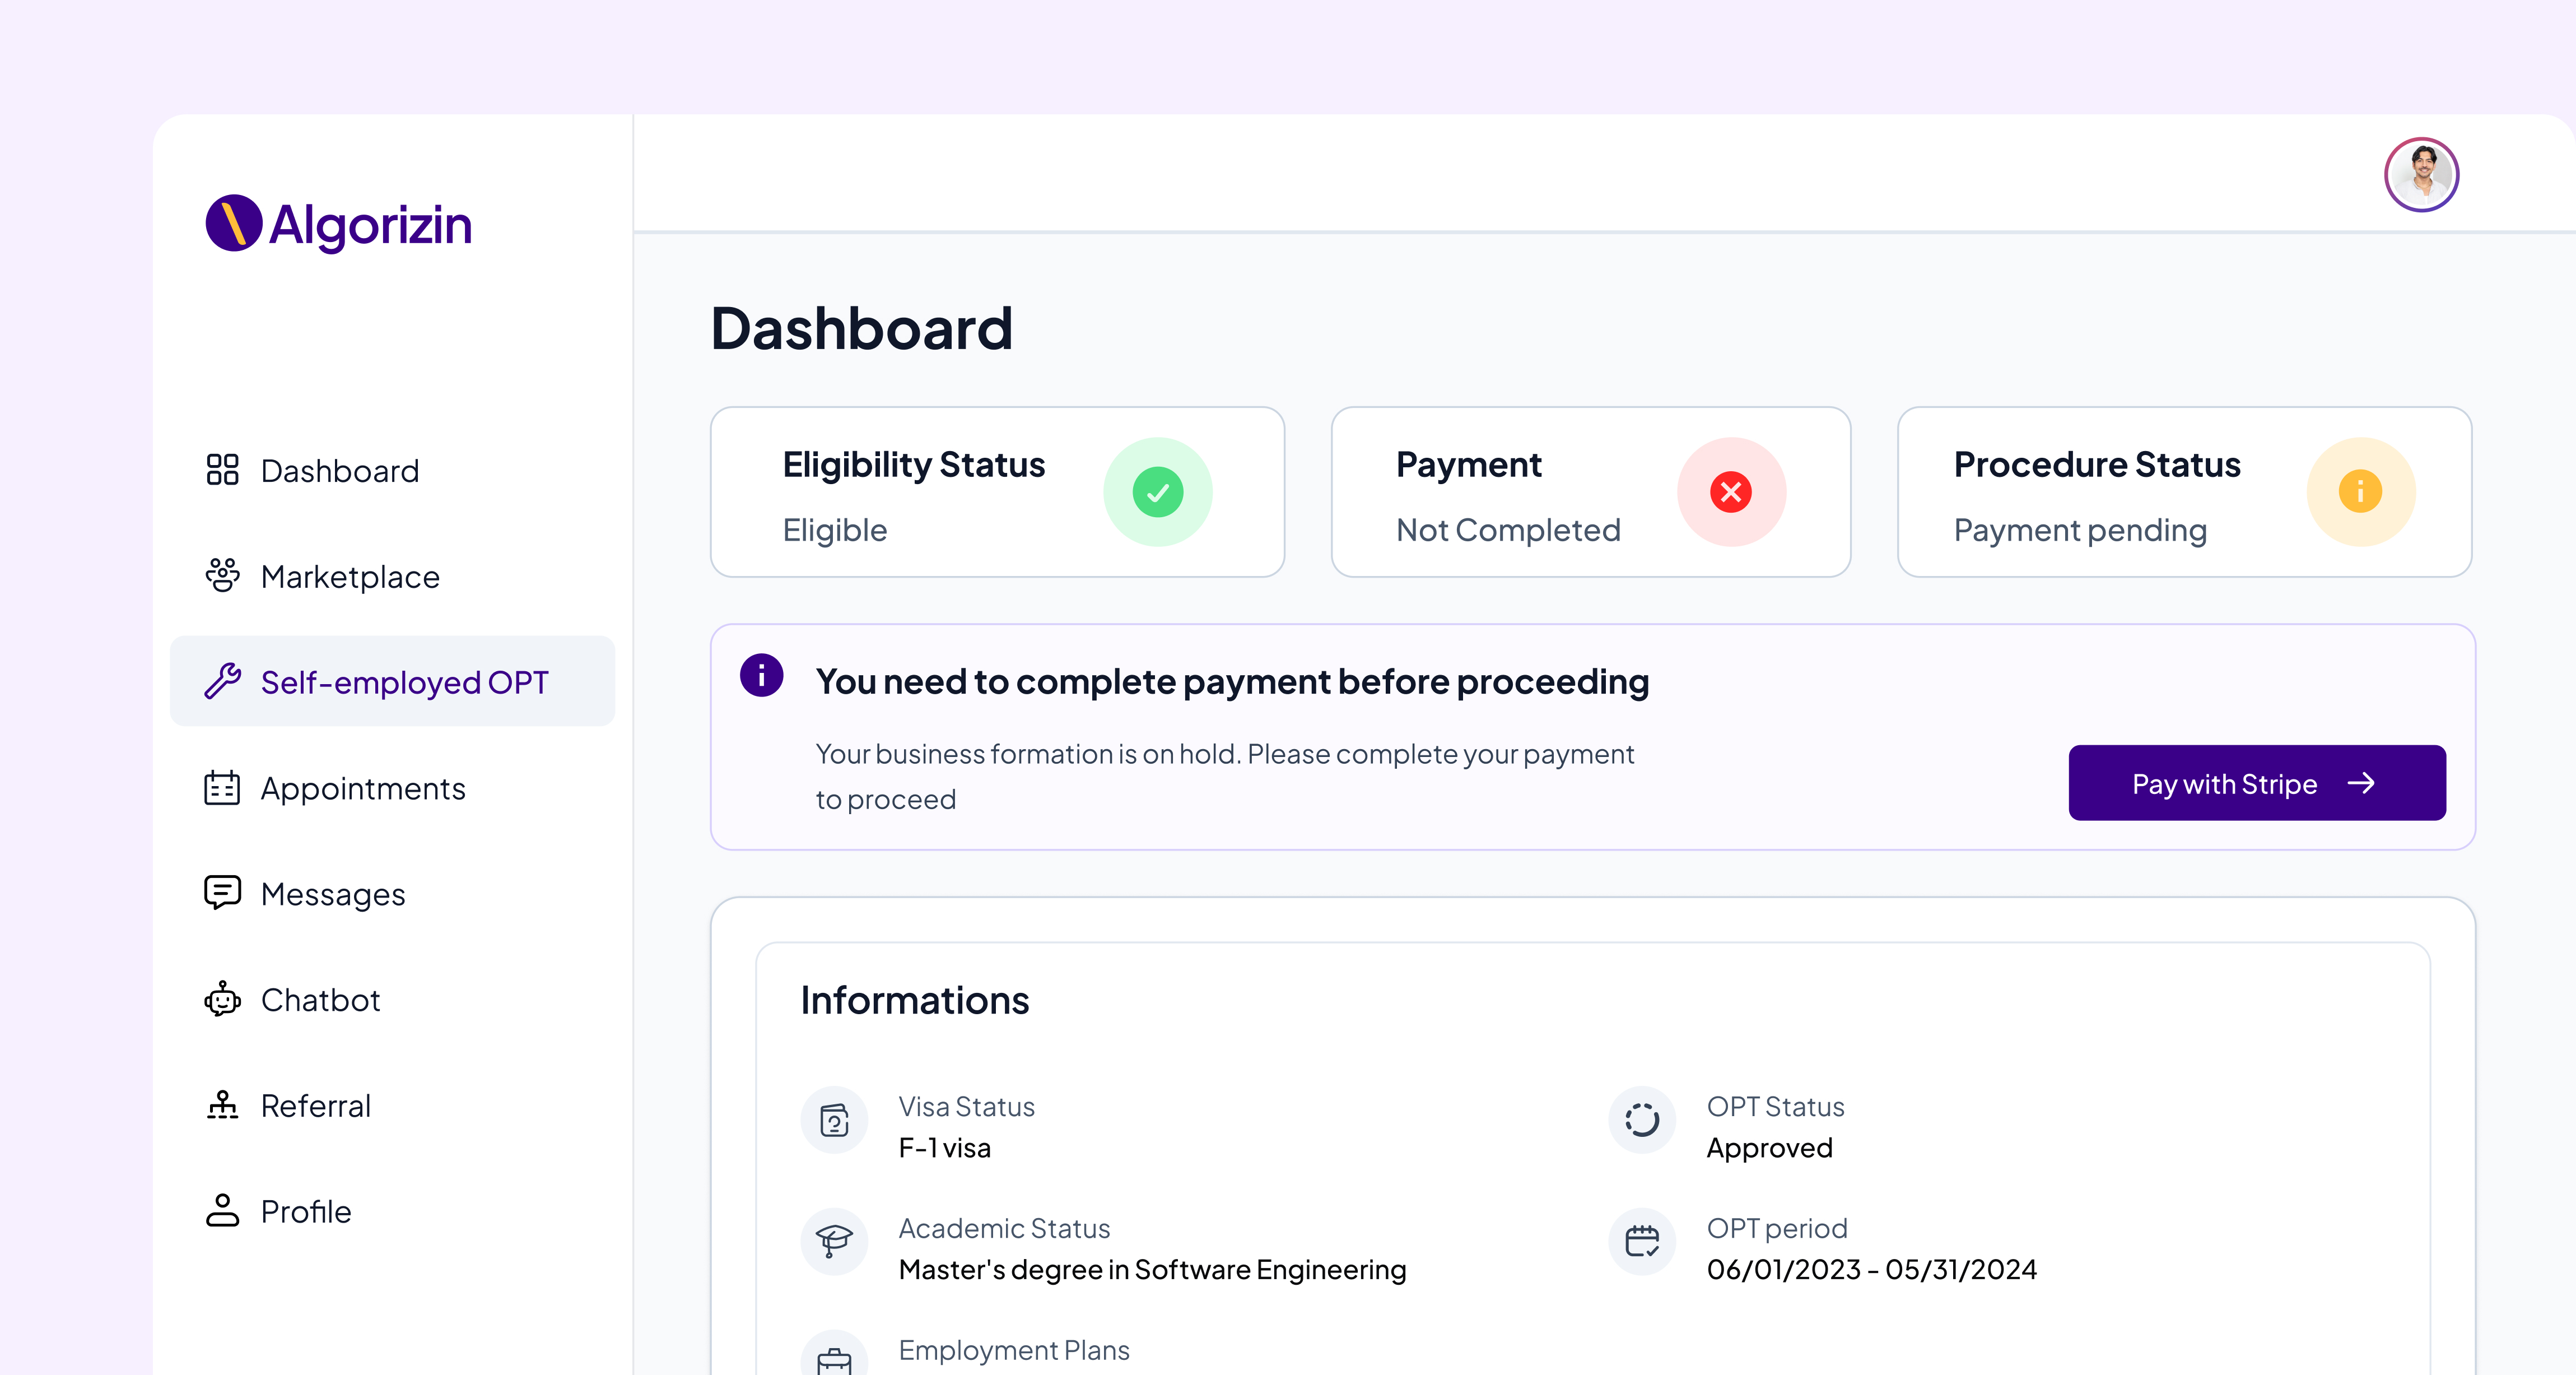 Algorizin
Dashboard
Marketplace
Self-employed OPT
Appointments
Messages
Chatbot
Referral
Profile
Dashboard
Eligibility Status
Eligible
Payment
Not Completed
Procedure Status
Payment pending
You need to complete payment before proceeding
Your business formation is on hold. Please complete your payment
to proceed
Pay with Stripe
Informations
Visa Status
F-1 visa
OPT Status
Approved
Academic Status
Master's degree in Software Engineering
OPT period
06/01/2023 - 05/31/2024
Employment Plans